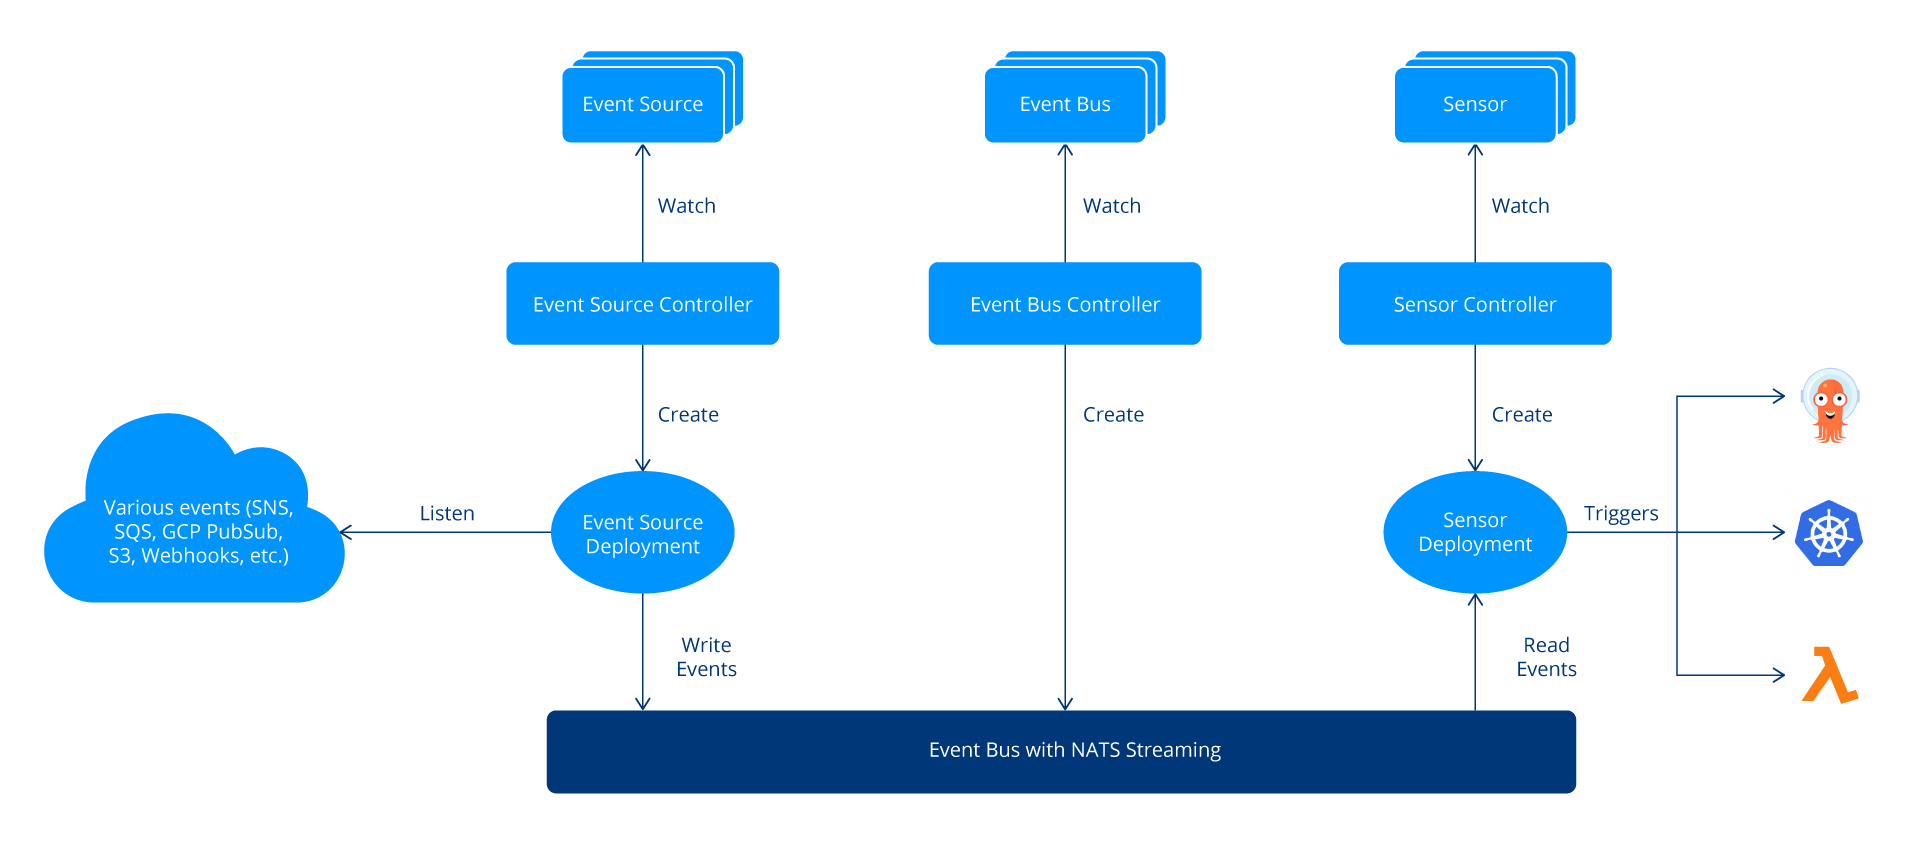 Event Source
Event Bus
Sensor
Watch
Watch
Watch
Event Source Controller
Event Bus Controller
Sensor Controller
Create
Create
Create
Various events (SNS,
SQS, GCP PubSub,
S3, Webhooks, etc.)
Listen
Event Source
Deployment
Sensor
Deployment
Triggers
Write
Events
Read
Events
Event Bus with NATS Streaming